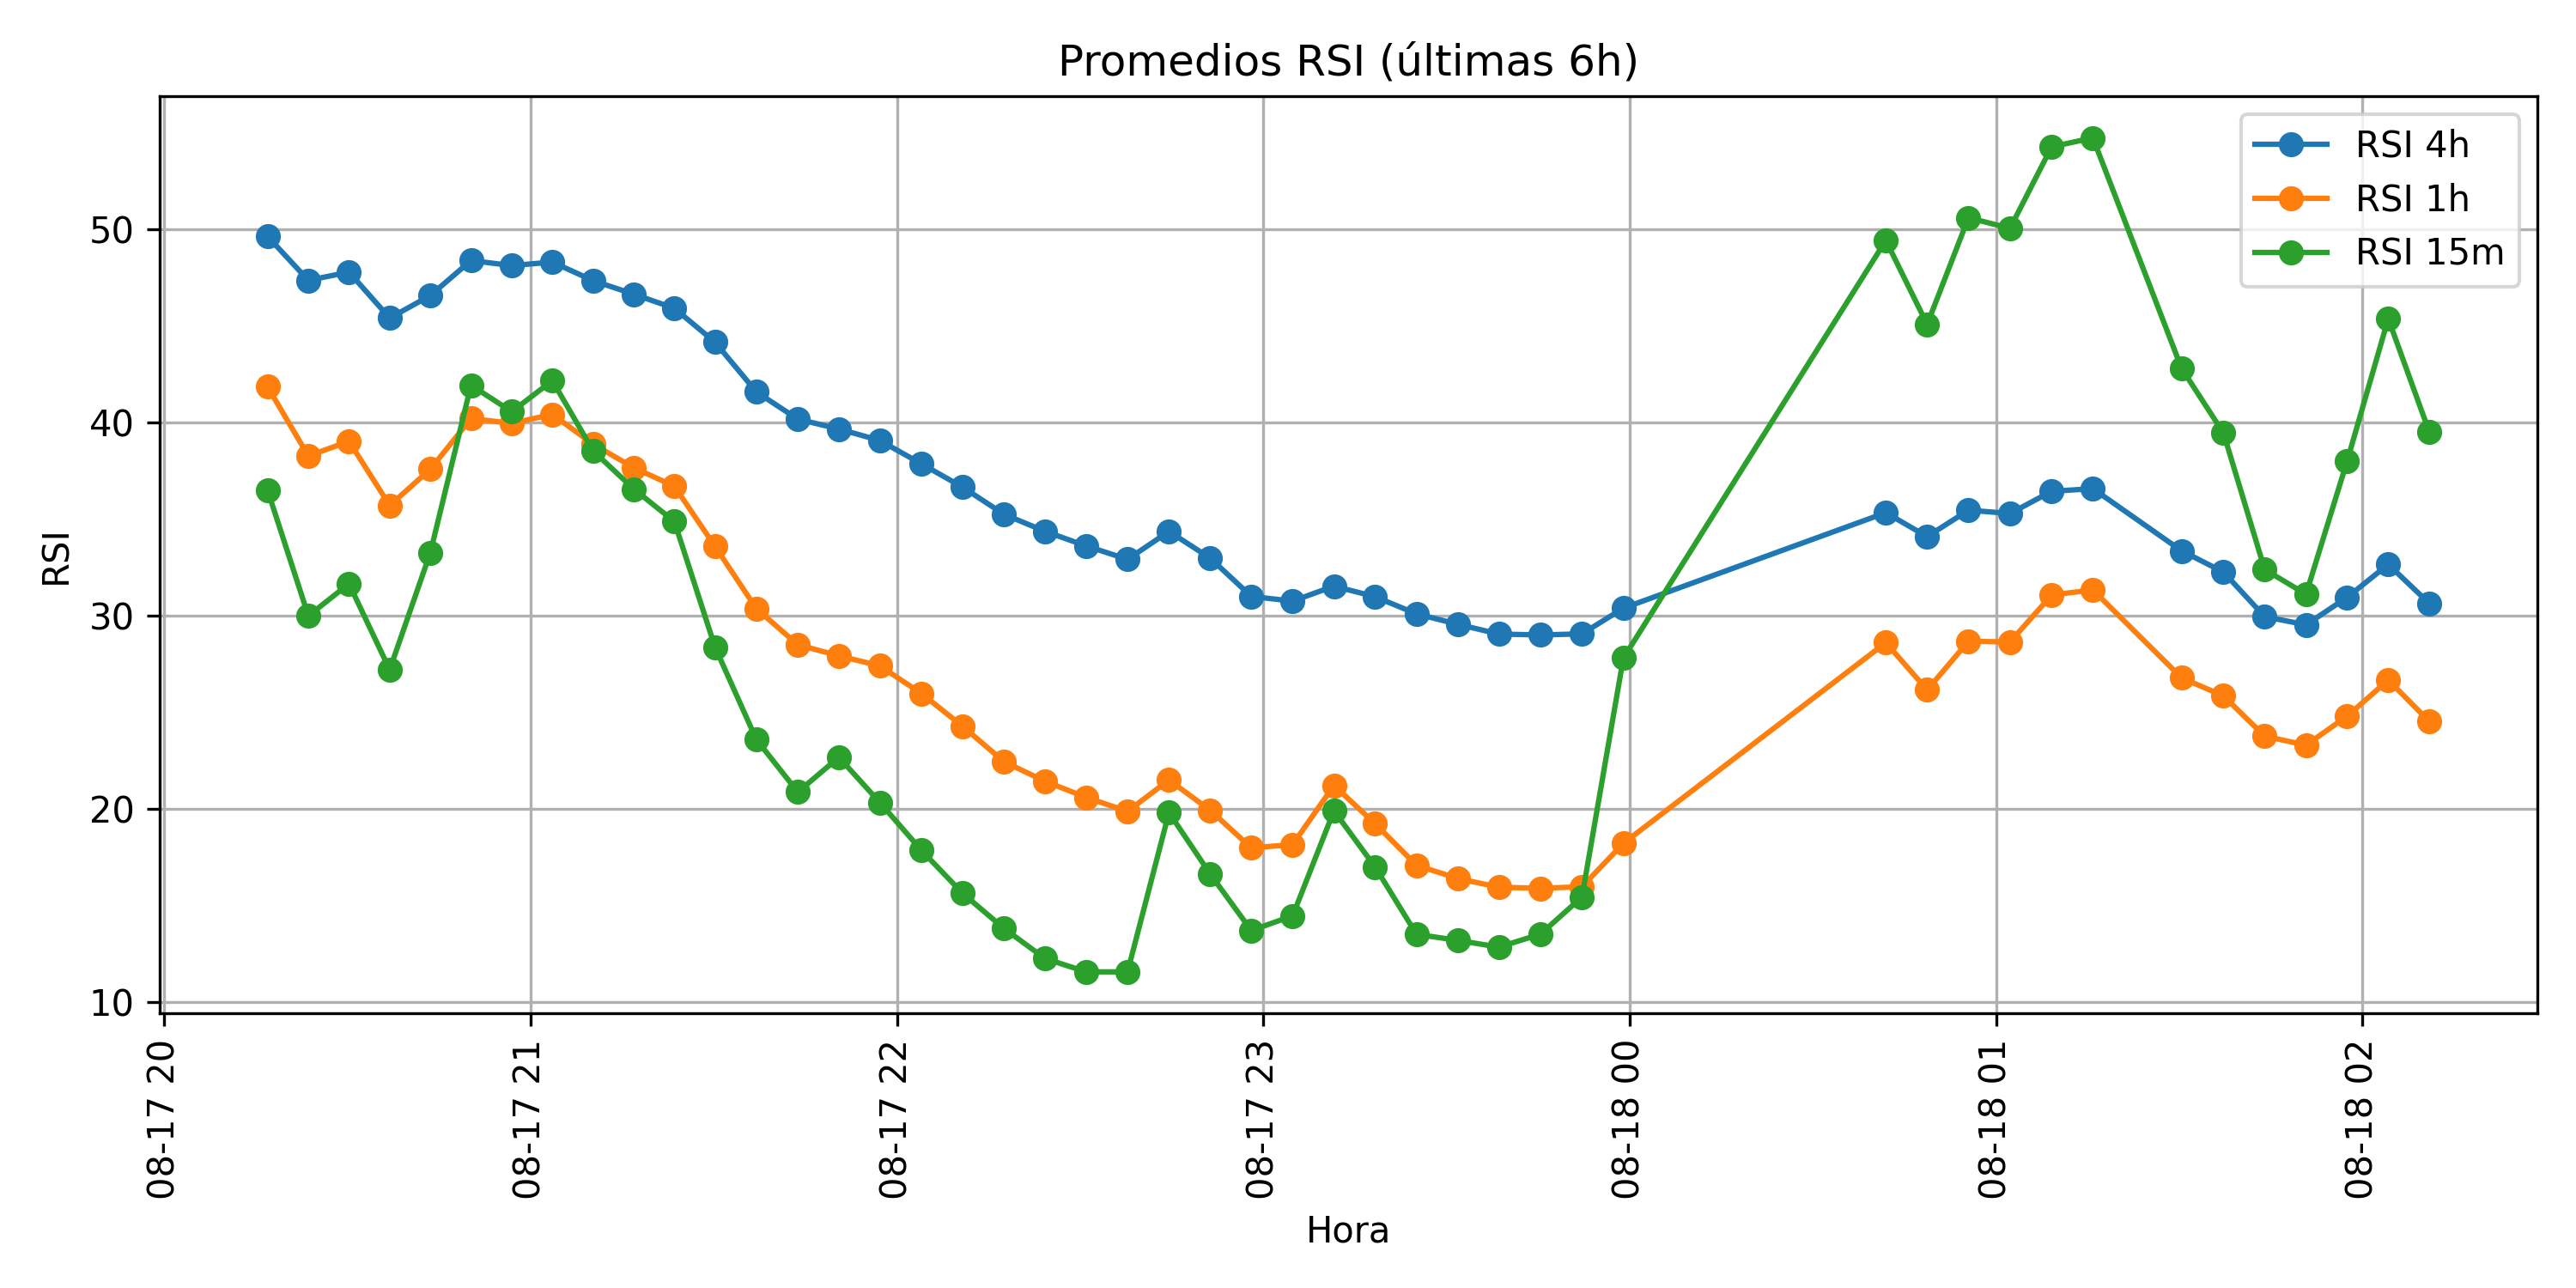 Promedios RSI (últimas 6h)
RSI 4h
RSI 1h
RSI 15m
RSI
50
40
30
20
10
08-17 20
08-17 21
08-17 22
08-17 23
08-18 00
08-18 01
08-18 02
Hora